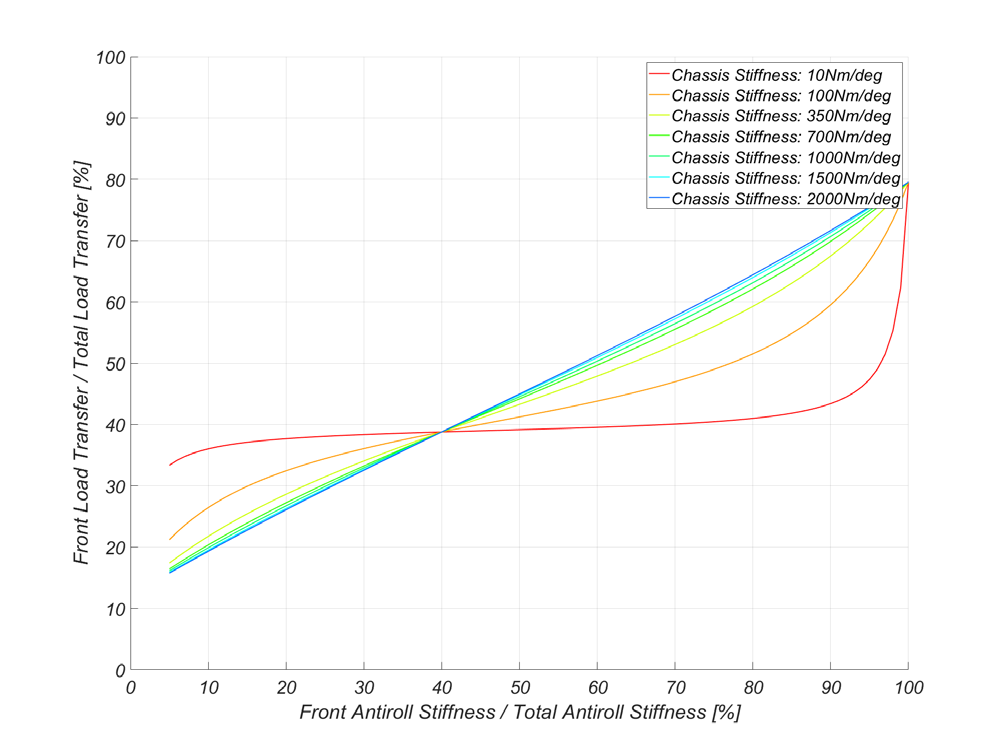 100
90
80
70
60
50
40
30
20
10
0
Front Load Transfer / Total Load Transfer [%]
Chassis Stiffness: 10Nm/deg
Chassis Stiffness: 100Nm/deg
Chassis Stiffness: 350Nm/deg
Chassis Stiffness: 700Nm/deg
Chassis Stiffness: 1000Nm/deg
Chassis Stiffness: 1500Nm/deg
Chassis Stiffness: 2000Nm/deg
0 10 20 30 40 50 60 70 80 90 100
Front Antiroll Stiffness / Total Antiroll Stiffness [%]